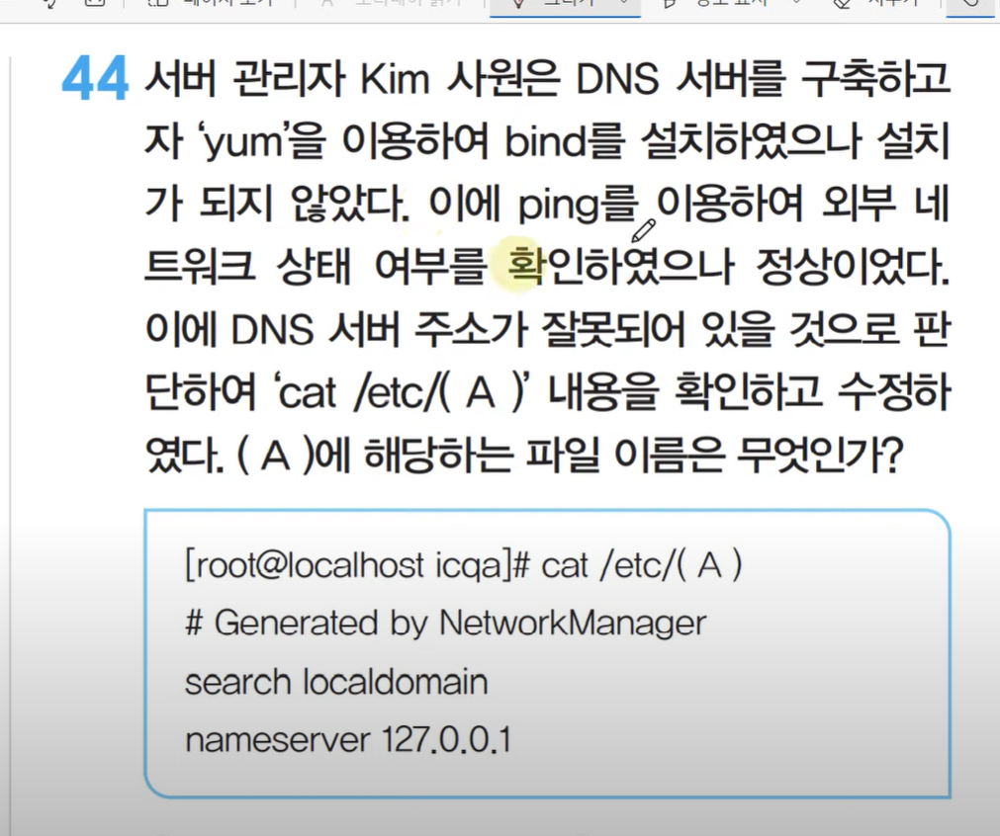 44 서버 관리자 Kim 사원은 DNS 서버를 구축하고
자 ‘yum’을 이용하여 bind를 설치하였으나 설치
가 되지 않았다. 이에 ping를 이용하여 외부 네
트워크 상태 여부를 확인하였으나 정상이었다.
이에 DNS 서버 주소가 잘못되어 있을 것으로 판
단하여 ‘cat /etc/( A )’ 내용을 확인하고 수정하
였다. ( A )에 해당하는 파일 이름은 무엇인가?
[root@localhost icqa]# cat /etc/( A )
# Generated by NetworkManager
search localdomain
nameserver 127.0.0.1